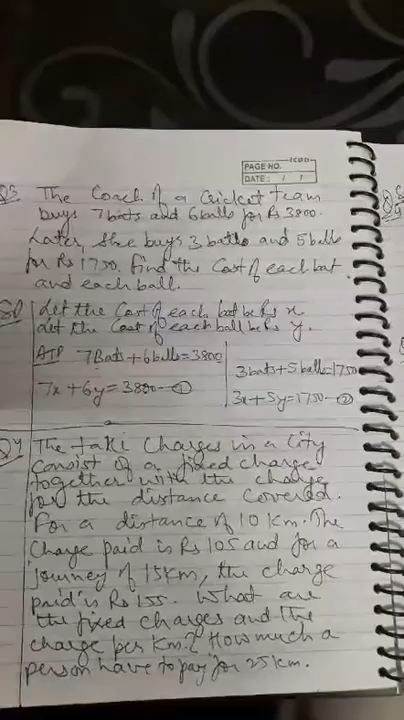 PAGE NO.
DATE: / /
Q3 The Coach of a Cricket team
buys 7 bats and 6 balls for Rs 3800.
Later, She buys 3 bats and 5 balls
for Rs 1750. find the Cost of each bat
and each ball.
Sol Let the Cost of each bat be Rs x
Let the Cost of each ball be Rs y.
ATP 7 Bats + 6 balls = 3800
7x + 6y = 3800 — ①
3 bats + 5 balls = 1750
3x + 5y = 1750 — ②
Q4 The taxi Charges in a City
Consist of a fixed charge
together with the charge
for the distance Covered.
For a distance of 10 Km. The
Charge paid is Rs 105 and for a
journey of 15Km, the charge
paid is Rs 155. What are
the fixed charges and the
charge per Km.? How much a
person have to pay for 25 Km.